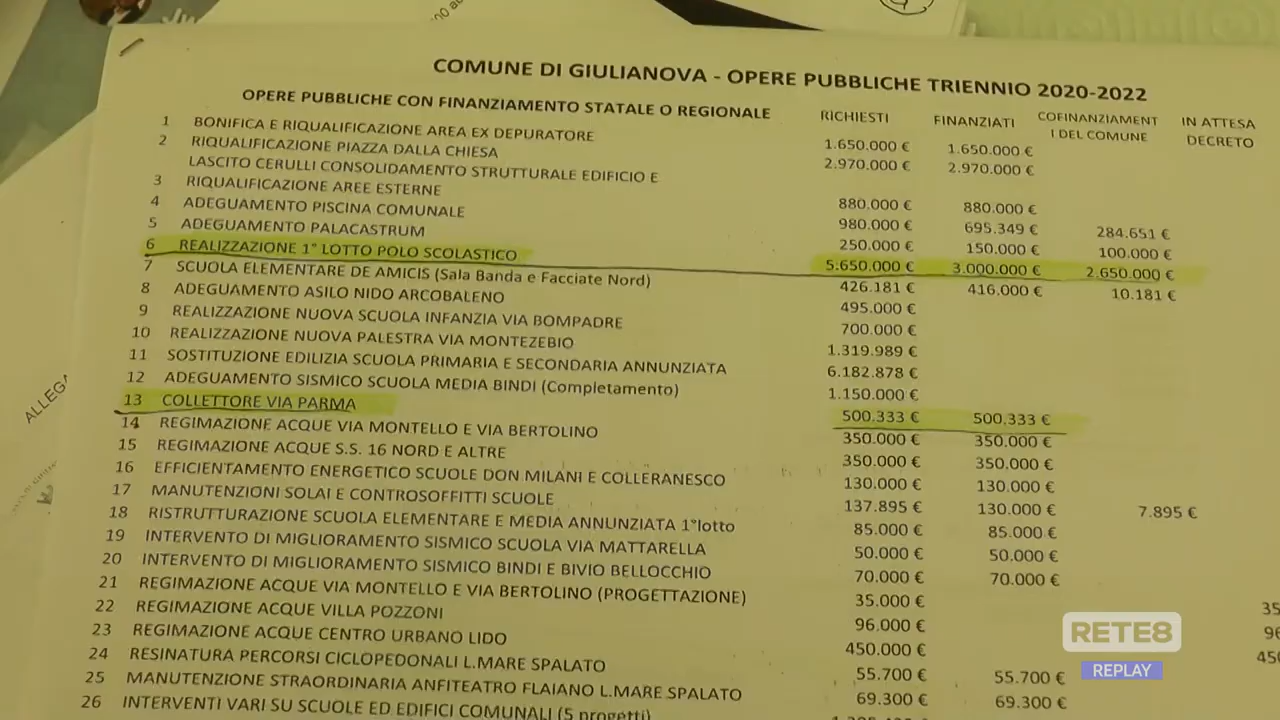 00 a
COMUNE DI GIULIANOVA - OPERE PUBBLICHE TRIENNIO 2020-2022
OPERE PUBBLICHE CON FINANZIAMENTO STATALE O REGIONALE RICHIESTI FINANZIATI COFINANZIAMENT I DEL COMUNE IN ATTESA DECRETO
1 BONIFICA E RIQUALIFICAZIONE AREA EX DEPURATORE 1.650.000 € 1.650.000 €
2 RIQUALIFICAZIONE PIAZZA DALLA CHIESA 2.970.000 € 2.970.000 €
LASCITO CERULLI CONSOLIDAMENTO STRUTTURALE EDIFICIO E
3 RIQUALIFICAZIONE AREE ESTERNE 880.000 € 880.000 €
4 ADEGUAMENTO PISCINA COMUNALE 980.000 € 695.349 € 284.651 €
5 ADEGUAMENTO PALACASTRUM 250.000 € 150.000 € 100.000 €
6 REALIZZAZIONE 1° LOTTO POLO SCOLASTICO 5.650.000 € 3.000.000 € 2.650.000 €
7 SCUOLA ELEMENTARE DE AMICIS (Sala Banda e Facciate Nord) 426.181 € 416.000 € 10.181 €
8 ADEGUAMENTO ASILO NIDO ARCOBALENO 495.000 €
9 REALIZZAZIONE NUOVA SCUOLA INFANZIA VIA BOMPADRE 700.000 €
10 REALIZZAZIONE NUOVA PALESTRA VIA MONTEZEBIO 1.319.989 €
11 SOSTITUZIONE EDILIZIA SCUOLA PRIMARIA E SECONDARIA ANNUNZIATA 6.182.878 €
12 ADEGUAMENTO SISMICO SCUOLA MEDIA BINDI (Completamento) 1.150.000 €
13 COLLETTORE VIA PARMA 500.333 € 500.333 €
14 REGIMAZIONE ACQUE VIA MONTELLO E VIA BERTOLINO 350.000 € 350.000 €
15 REGIMAZIONE ACQUE S.S. 16 NORD E ALTRE 350.000 € 350.000 €
16 EFFICIENTAMENTO ENERGETICO SCUOLE DON MILANI E COLLERANESCO 130.000 € 130.000 €
17 MANUTENZIONI SOLAI E CONTROSOFFITTI SCUOLE 137.895 € 130.000 € 7.895 €
18 RISTRUTTURAZIONE SCUOLA ELEMENTARE E MEDIA ANNUNZIATA 1°lotto 85.000 € 85.000 €
19 INTERVENTO DI MIGLIORAMENTO SISMICO SCUOLA VIA MATTARELLA 50.000 € 50.000 €
20 INTERVENTO DI MIGLIORAMENTO SISMICO BINDI E BIVIO BELLOCCHIO 70.000 € 70.000 €
21 REGIMAZIONE ACQUE VIA MONTELLO E VIA BERTOLINO (PROGETTAZIONE) 35.000 € 35
22 REGIMAZIONE ACQUE VILLA POZZONI 96.000 € 96
23 REGIMAZIONE ACQUE CENTRO URBANO LIDO 450.000 € 450
24 RESINATURA PERCORSI CICLOPEDONALI L.MARE SPALATO 55.700 € 55.700 €
25 MANUTENZIONE STRAORDINARIA ANFITEATRO FLAIANO L.MARE SPALATO 69.300 € 69.300 €
26 INTERVENTI VARI SU SCUOLE ED EDIFICI COMUNALI (5 progetti)
ALLEGA
RETE8
REPLAY